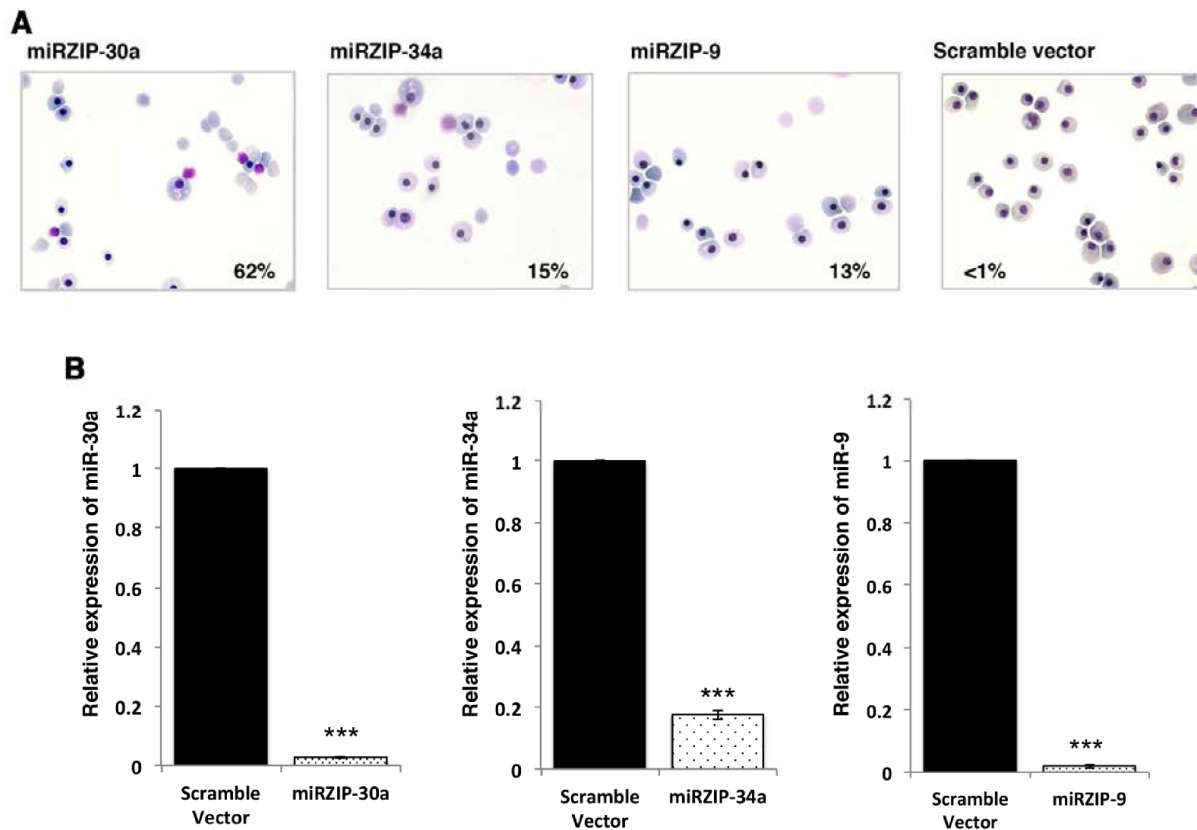 A
miRZIP-30a
miRZIP-34a
miRZIP-9
Scramble vector
62%
15%
13%
<1%
B
Relative expression of miR-30a
1.2
1
0.8
0.6
0.4
0.2
0
***
Scramble
Vector
miRZIP-30a
Relative expression of miR-34a
1.2
1
0.8
0.6
0.4
0.2
0
***
Scramble
Vector
miRZIP-34a
Relative expression of miR-9
1.2
1
0.8
0.6
0.4
0.2
0
***
Scramble
Vector
miRZIP-9